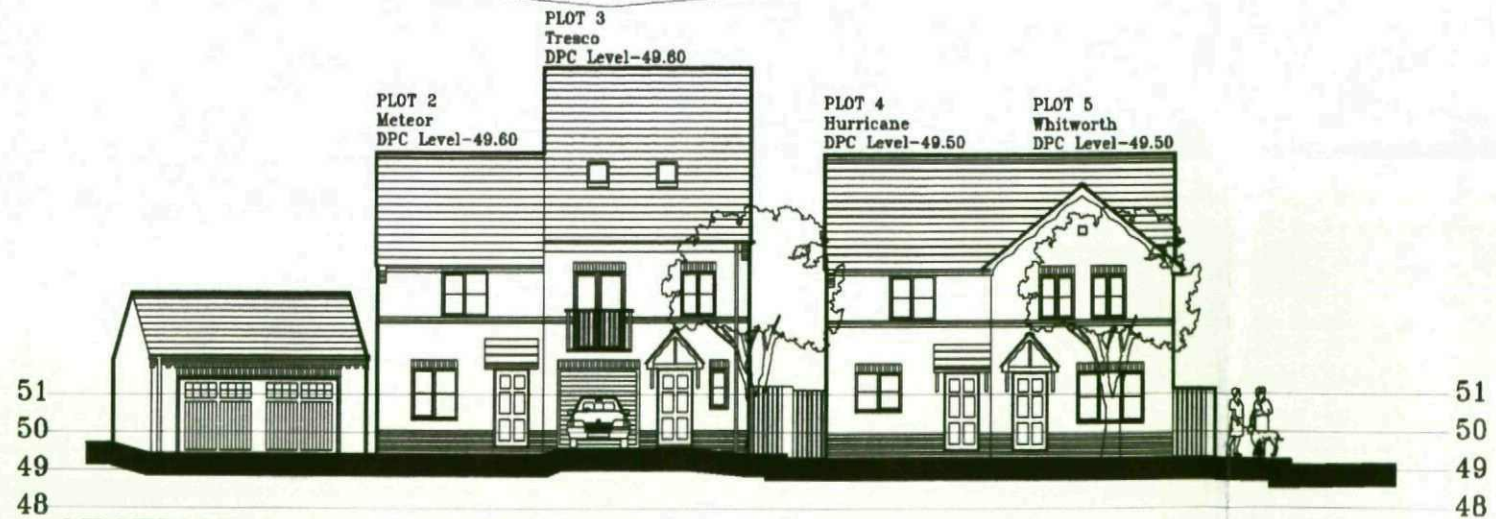 PLOT 3
Tresco
DPC Level-49.60
PLOT 2
Meteor
DPC Level-49.60
PLOT 4
Hurricane
DPC Level-49.50
PLOT 5
Whitworth
DPC Level-49.50
51
50
49
48
51
50
49
48